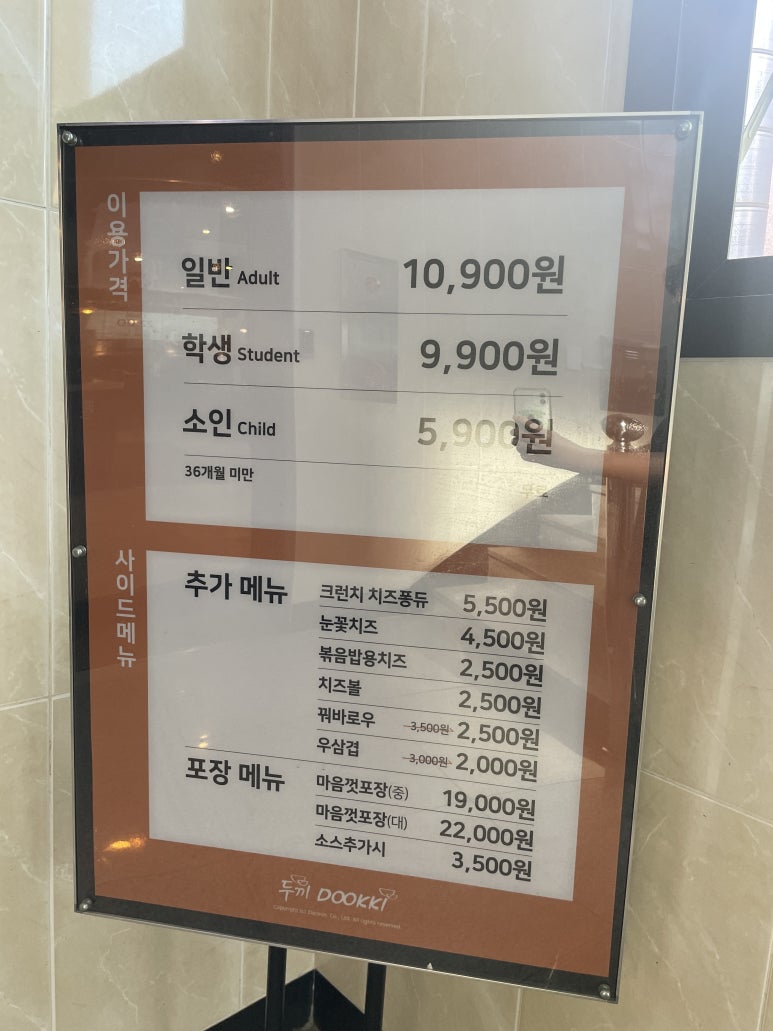 이용가격
일반 Adult 10,900원
학생 Student 9,900원
소인 Child 5,900원
36개월 미만 무료
사이드메뉴
추가 메뉴
크런치 치즈퐁듀 5,500원
눈꽃치즈 4,500원
볶음밥용치즈 2,500원
치즈볼 2,500원
꿔바로우 3,500원 2,500원
우삼겹 3,000원 2,000원
포장 메뉴
마음껏포장(중) 19,000원
마음껏포장(대) 22,000원
소스추가시 3,500원
두끼 DOOKKI
All rights reserved.